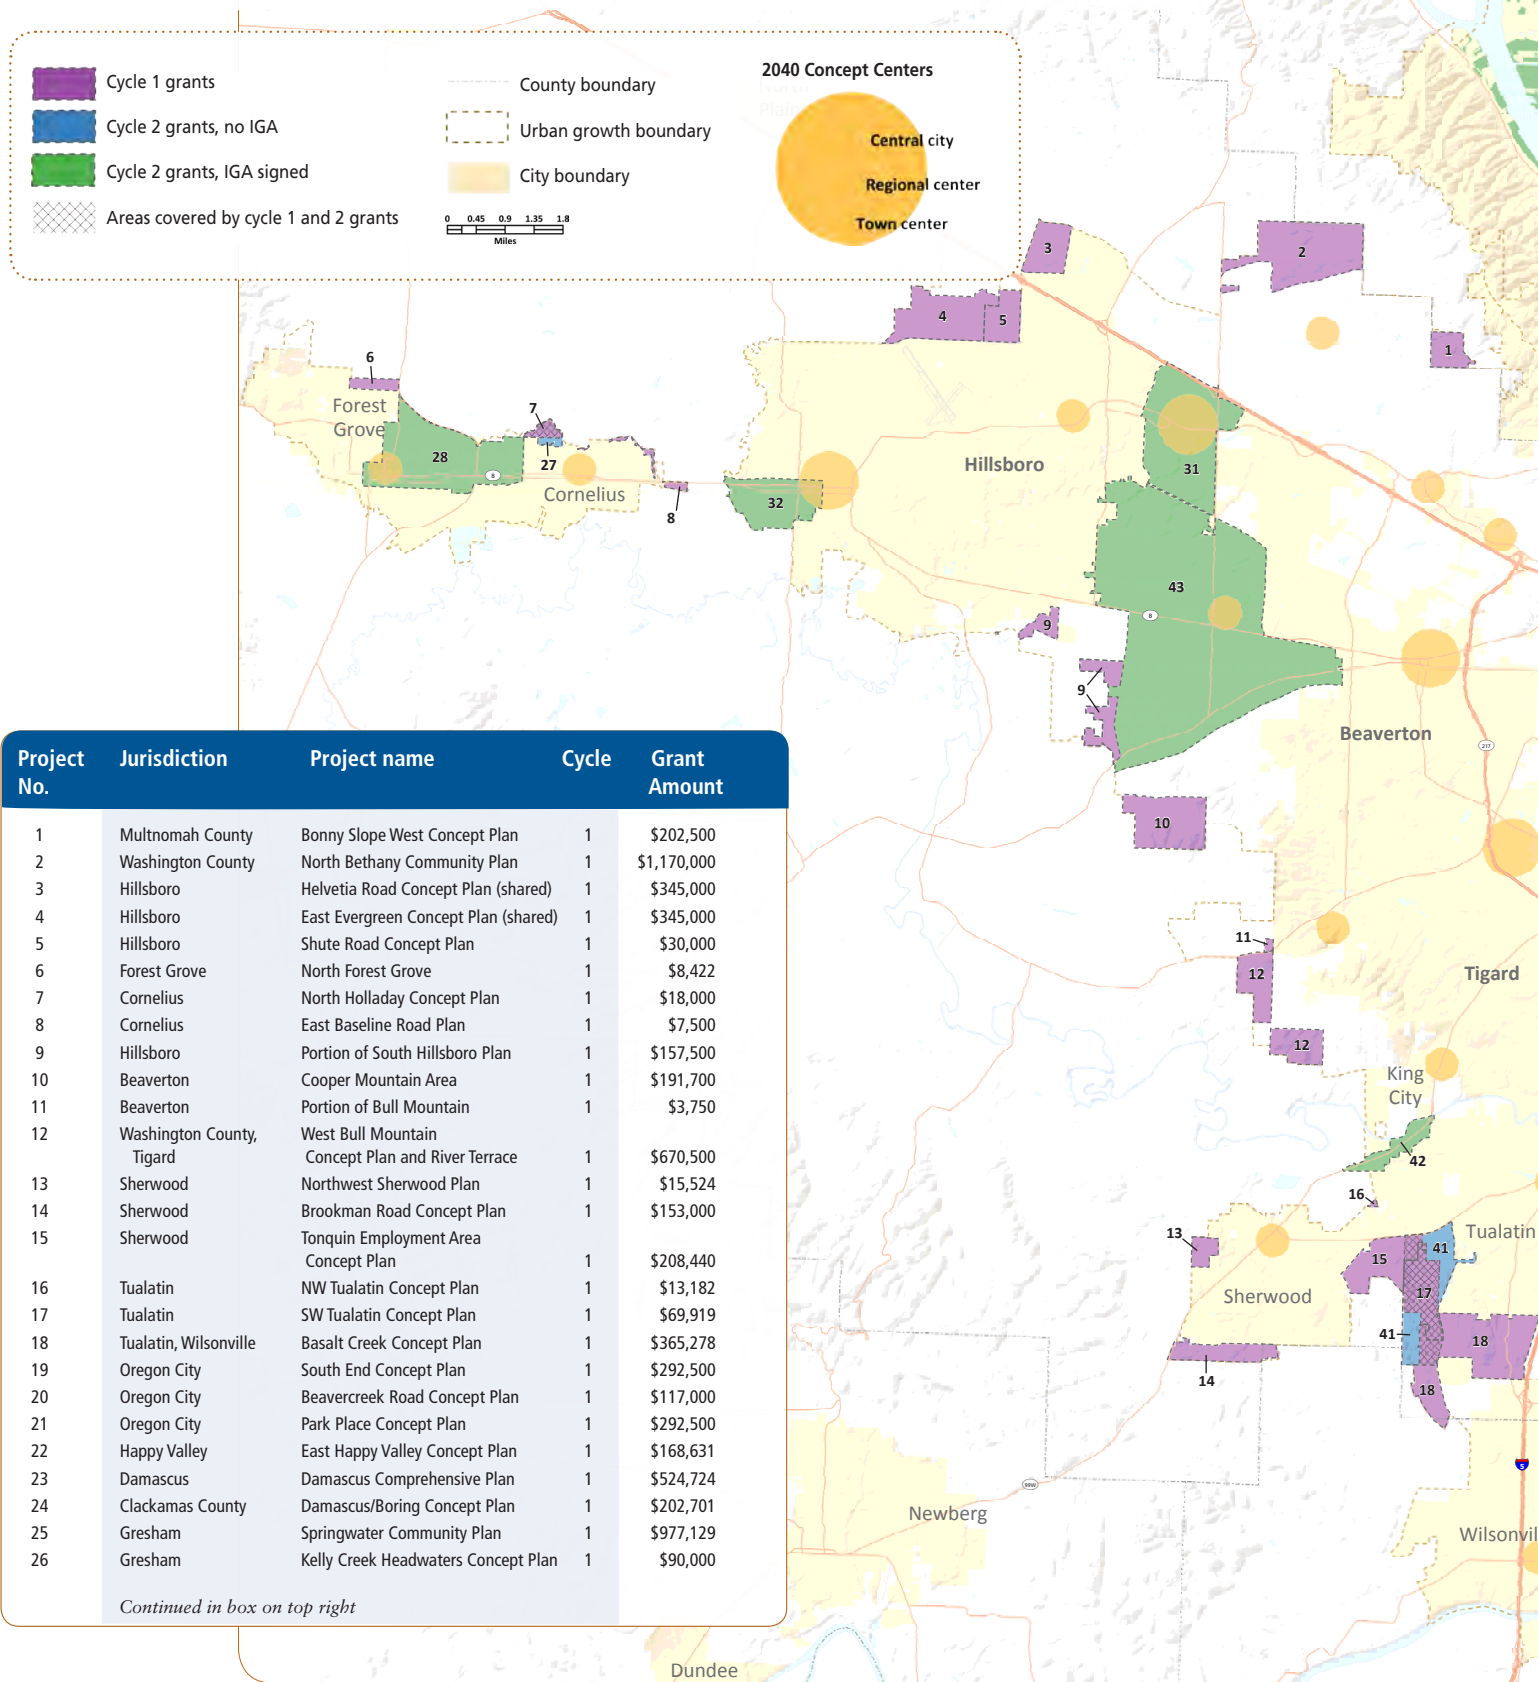 Cycle 1 grants
Cycle 2 grants, no IGA
Cycle 2 grants, IGA signed
Areas covered by cycle 1 and 2 grants
County boundary
Urban growth boundary
City boundary
0 0.45 0.9 1.35 1.8
Miles
2040 Concept Centers
Central city
Regional center
Town center
3
2
4
5
1
6
Forest
Grove
7
28
8
27
Cornelius
8
32
Hillsboro
31
43
8
9
9
Beaverton
217
10
11
12
Tigard
12
King
City
42
16
13
Tualatin
15
41
17
Sherwood
41
18
14
18
5
99W
Newberg
Wilsonvil
Dundee
Project No. Jurisdiction Project name Cycle Grant Amount
1 Multnomah County Bonny Slope West Concept Plan 1 $202,500
2 Washington County North Bethany Community Plan 1 $1,170,000
3 Hillsboro Helvetia Road Concept Plan (shared) 1 $345,000
4 Hillsboro East Evergreen Concept Plan (shared) 1 $345,000
5 Hillsboro Shute Road Concept Plan 1 $30,000
6 Forest Grove North Forest Grove 1 $8,422
7 Cornelius North Holladay Concept Plan 1 $18,000
8 Cornelius East Baseline Road Plan 1 $7,500
9 Hillsboro Portion of South Hillsboro Plan 1 $157,500
10 Beaverton Cooper Mountain Area 1 $191,700
11 Beaverton Portion of Bull Mountain 1 $3,750
12 Washington County, West Bull Mountain
Tigard Concept Plan and River Terrace 1 $670,500
13 Sherwood Northwest Sherwood Plan 1 $15,524
14 Sherwood Brookman Road Concept Plan 1 $153,000
15 Sherwood Tonquin Employment Area
Concept Plan 1 $208,440
16 Tualatin NW Tualatin Concept Plan 1 $13,182
17 Tualatin SW Tualatin Concept Plan 1 $69,919
18 Tualatin, Wilsonville Basalt Creek Concept Plan 1 $365,278
19 Oregon City South End Concept Plan 1 $292,500
20 Oregon City Beavercreek Road Concept Plan 1 $117,000
21 Oregon City Park Place Concept Plan 1 $292,500
22 Happy Valley East Happy Valley Concept Plan 1 $168,631
23 Damascus Damascus Comprehensive Plan 1 $524,724
24 Clackamas County Damascus/Boring Concept Plan 1 $202,701
25 Gresham Springwater Community Plan 1 $977,129
26 Gresham Kelly Creek Headwaters Concept Plan 1 $90,000
Continued in box on top right